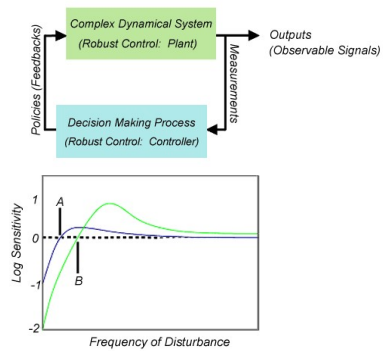 Complex Dynamical System
(Robust Control: Plant)
Outputs
(Observable Signals)
Policies (Feedbacks)
Measurements
Decision Making Process
(Robust Control: Controller)
Log Sensitivity
1
0
-1
-2
A
B
Frequency of Disturbance